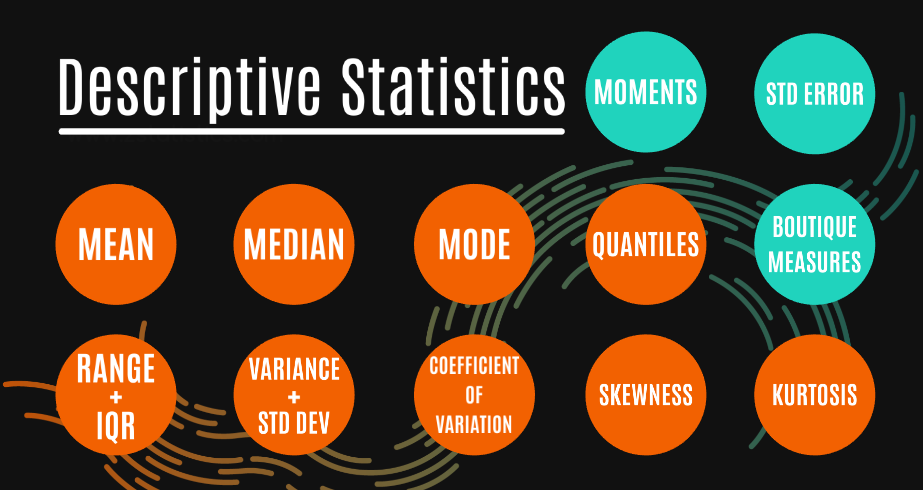 Descriptive Statistics
MOMENTS
STD ERROR
MEAN
MEDIAN
MODE
QUANTILES
BOUTIQUE
MEASURES
RANGE
+
IQR
VARIANCE
+
STD DEV
COEFFICIENT
OF
VARIATION
SKEWNESS
KURTOSIS